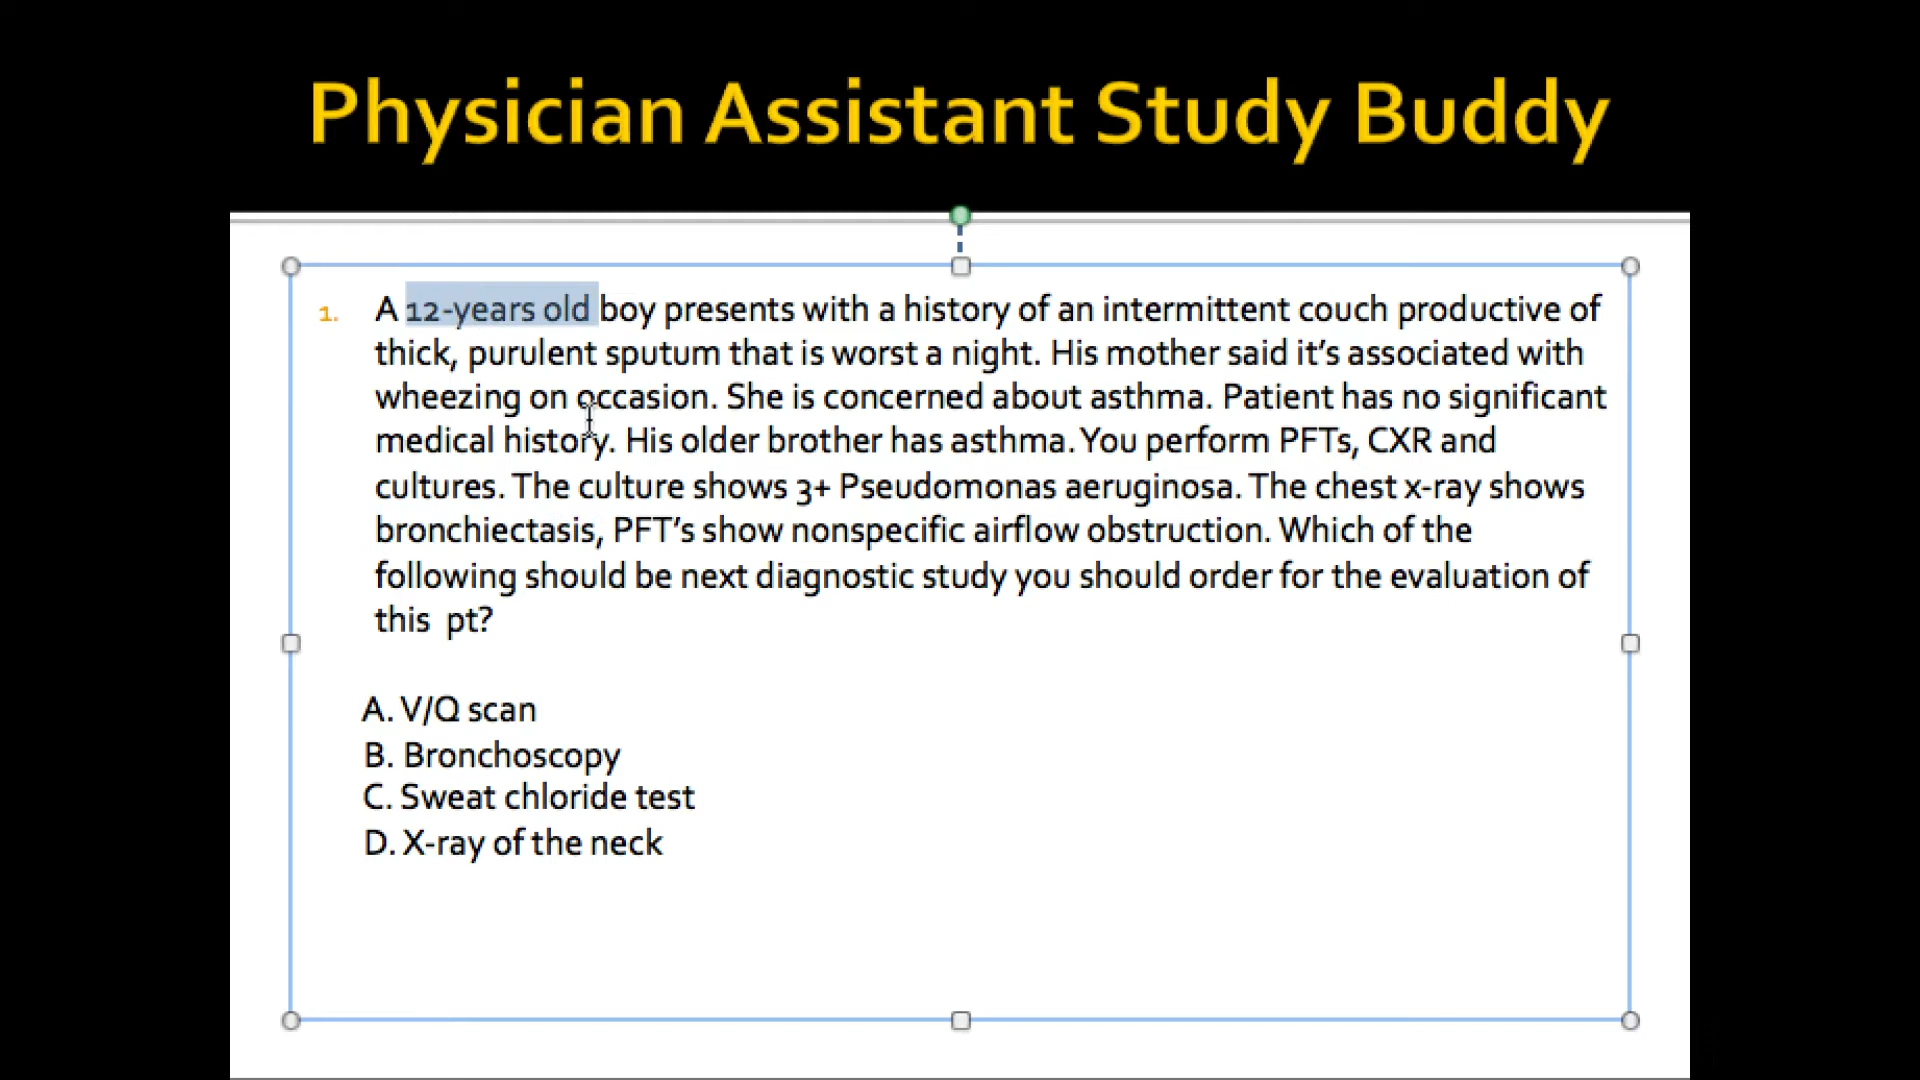 Physician Assistant Study Buddy
1. A 12-years old boy presents with a history of an intermittent couch productive of
thick, purulent sputum that is worst a night. His mother said it's associated with
wheezing on occasion. She is concerned about asthma. Patient has no significant
medical history. His older brother has asthma. You perform PFTs, CXR and
cultures. The culture shows 3+ Pseudomonas aeruginosa. The chest x-ray shows
bronchiectasis, PFT's show nonspecific airflow obstruction. Which of the
following should be next diagnostic study you should order for the evaluation of
this pt?
A. V/Q scan
B. Bronchoscopy
C. Sweat chloride test
D. X-ray of the neck